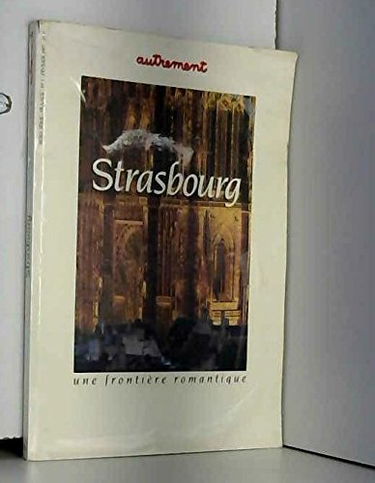 autrement
Strasbourg
une frontière romantique